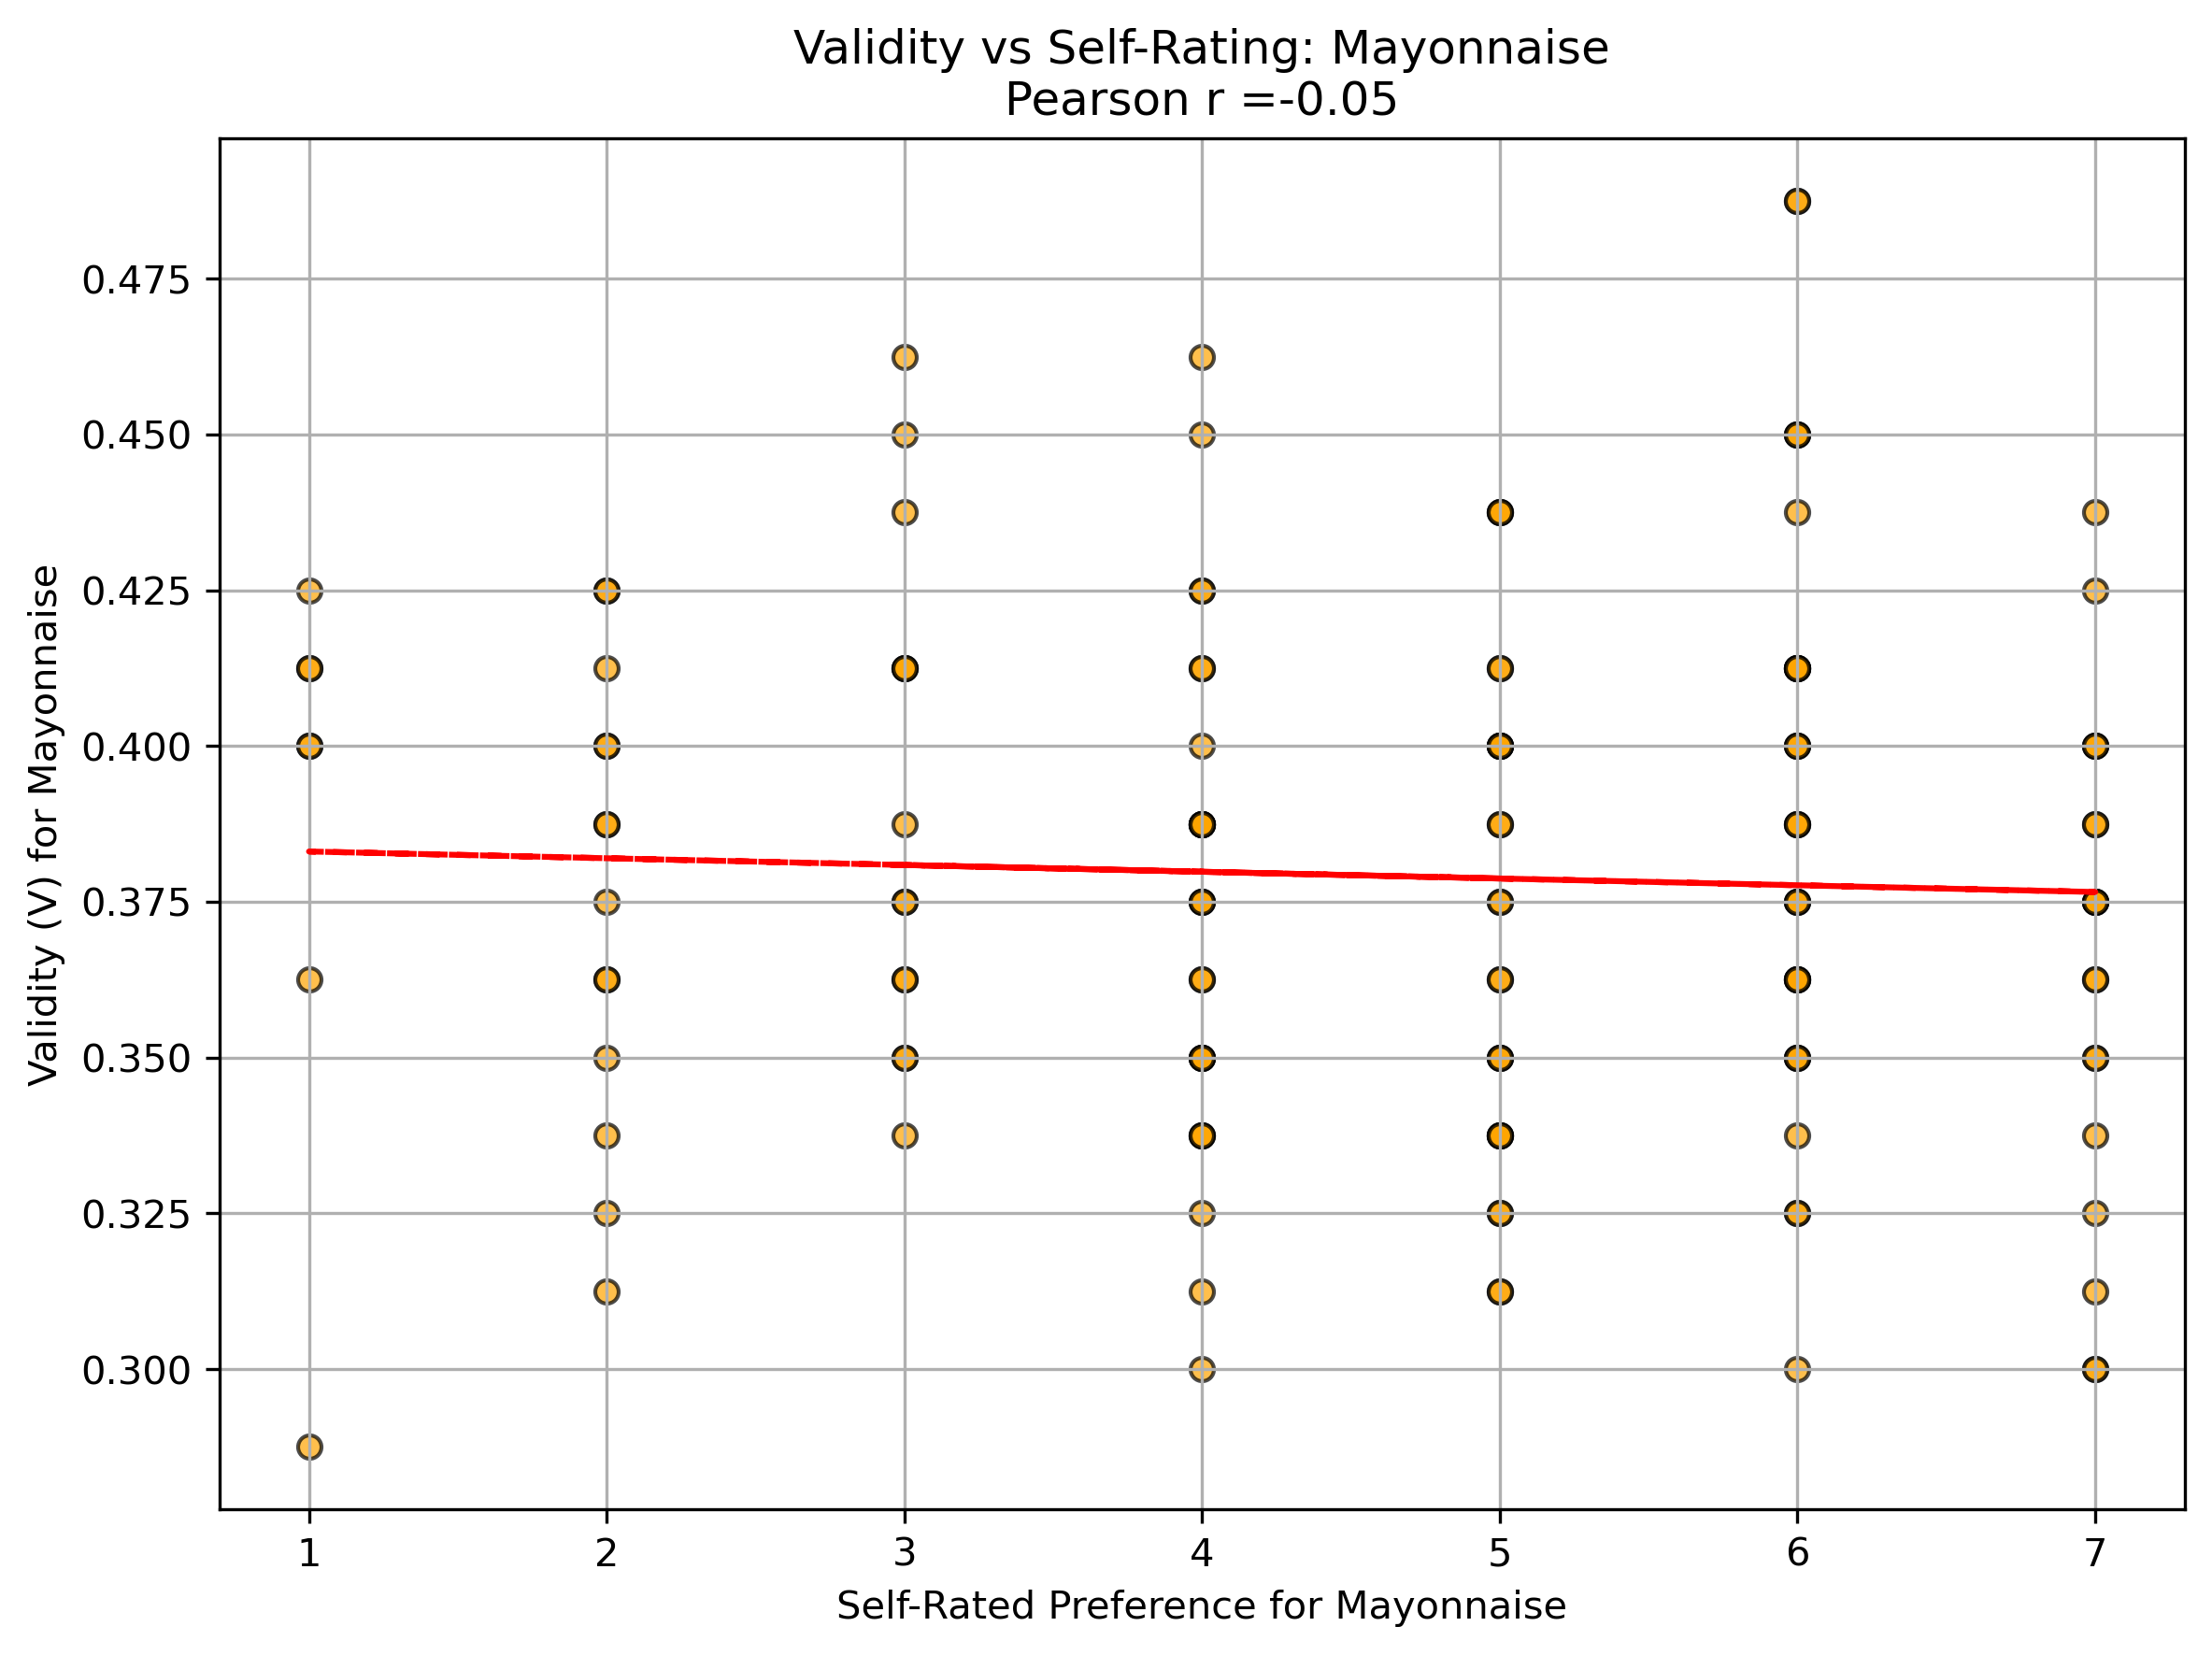 Validity vs Self-Rating: Mayonnaise
Pearson r =-0.05
Validity (V) for Mayonnaise
0.475
0.450
0.425
0.400
0.375
0.350
0.325
0.300
1 2 3 4 5 6 7
Self-Rated Preference for Mayonnaise